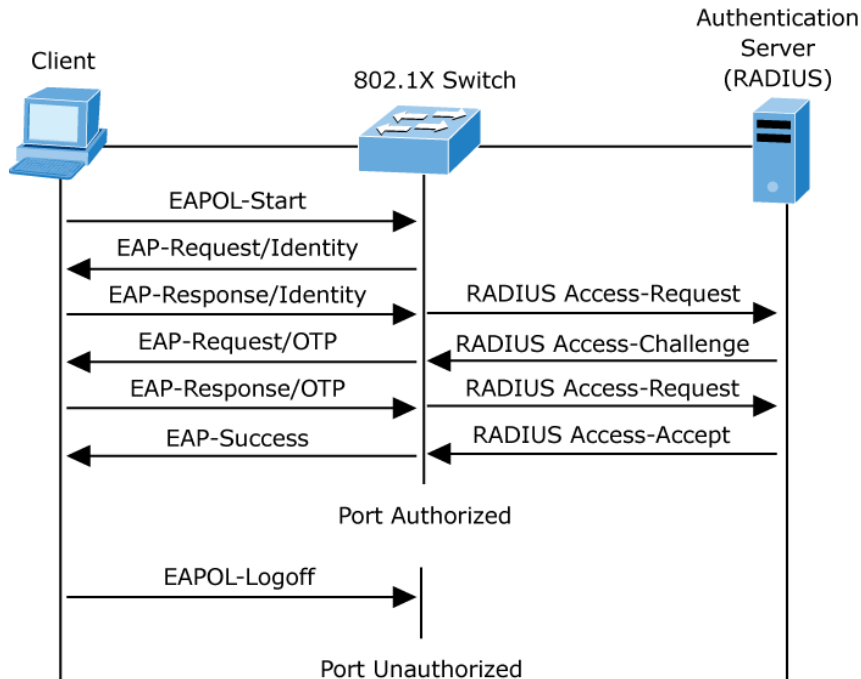 Authentication
Server
(RADIUS)
Client
802.1X Switch
EAPOL-Start
EAP-Request/Identity
EAP-Response/Identity
RADIUS Access-Request
EAP-Request/OTP
RADIUS Access-Challenge
EAP-Response/OTP
RADIUS Access-Request
EAP-Success
RADIUS Access-Accept
Port Authorized
EAPOL-Logoff
Port Unauthorized